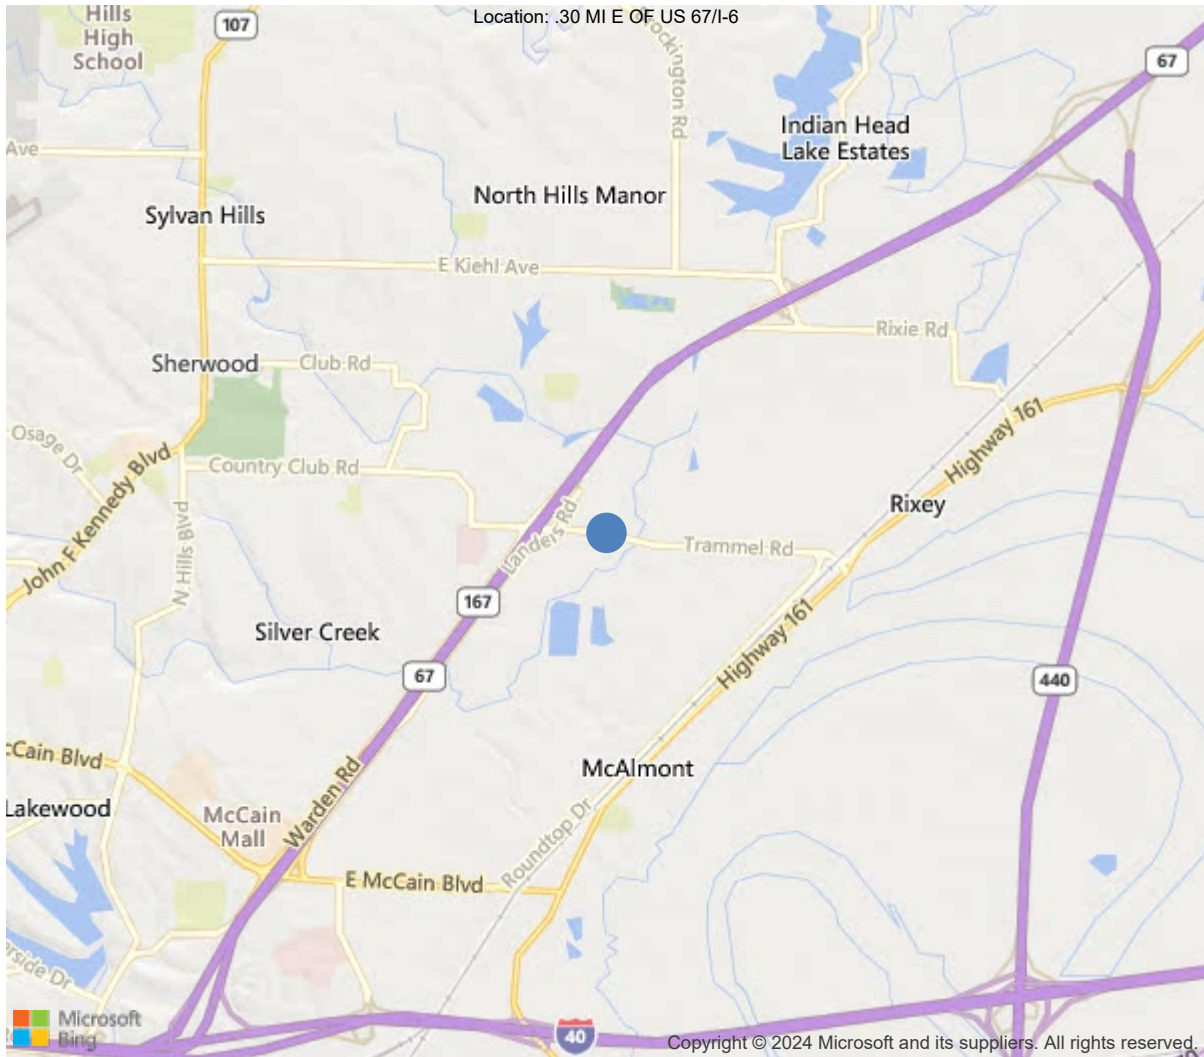 Location: .30 MI E OF US 67/I-6
Hills
High
School
107
ockington Rd
67
Indian Head
Lake Estates
Ave
North Hills Manor
Sylvan Hills
E Kiehl Ave
Rixie Rd
Sherwood
Club Rd
Highway 161
Osage Dr
John F Kennedy Blvd
Country Club Rd
N Hills Blvd
Rixey
Landers Rd
Trammel Rd
167
Silver Creek
Highway 161
67
440
cCain Blvd
McAlmont
Lakewood
McCain
Mall
Warden Rd
Roundtop Dr
E McCain Blvd
erside Dr
Microsoft
Bing
40
Copyright © 2024 Microsoft and its suppliers. All rights reserved.